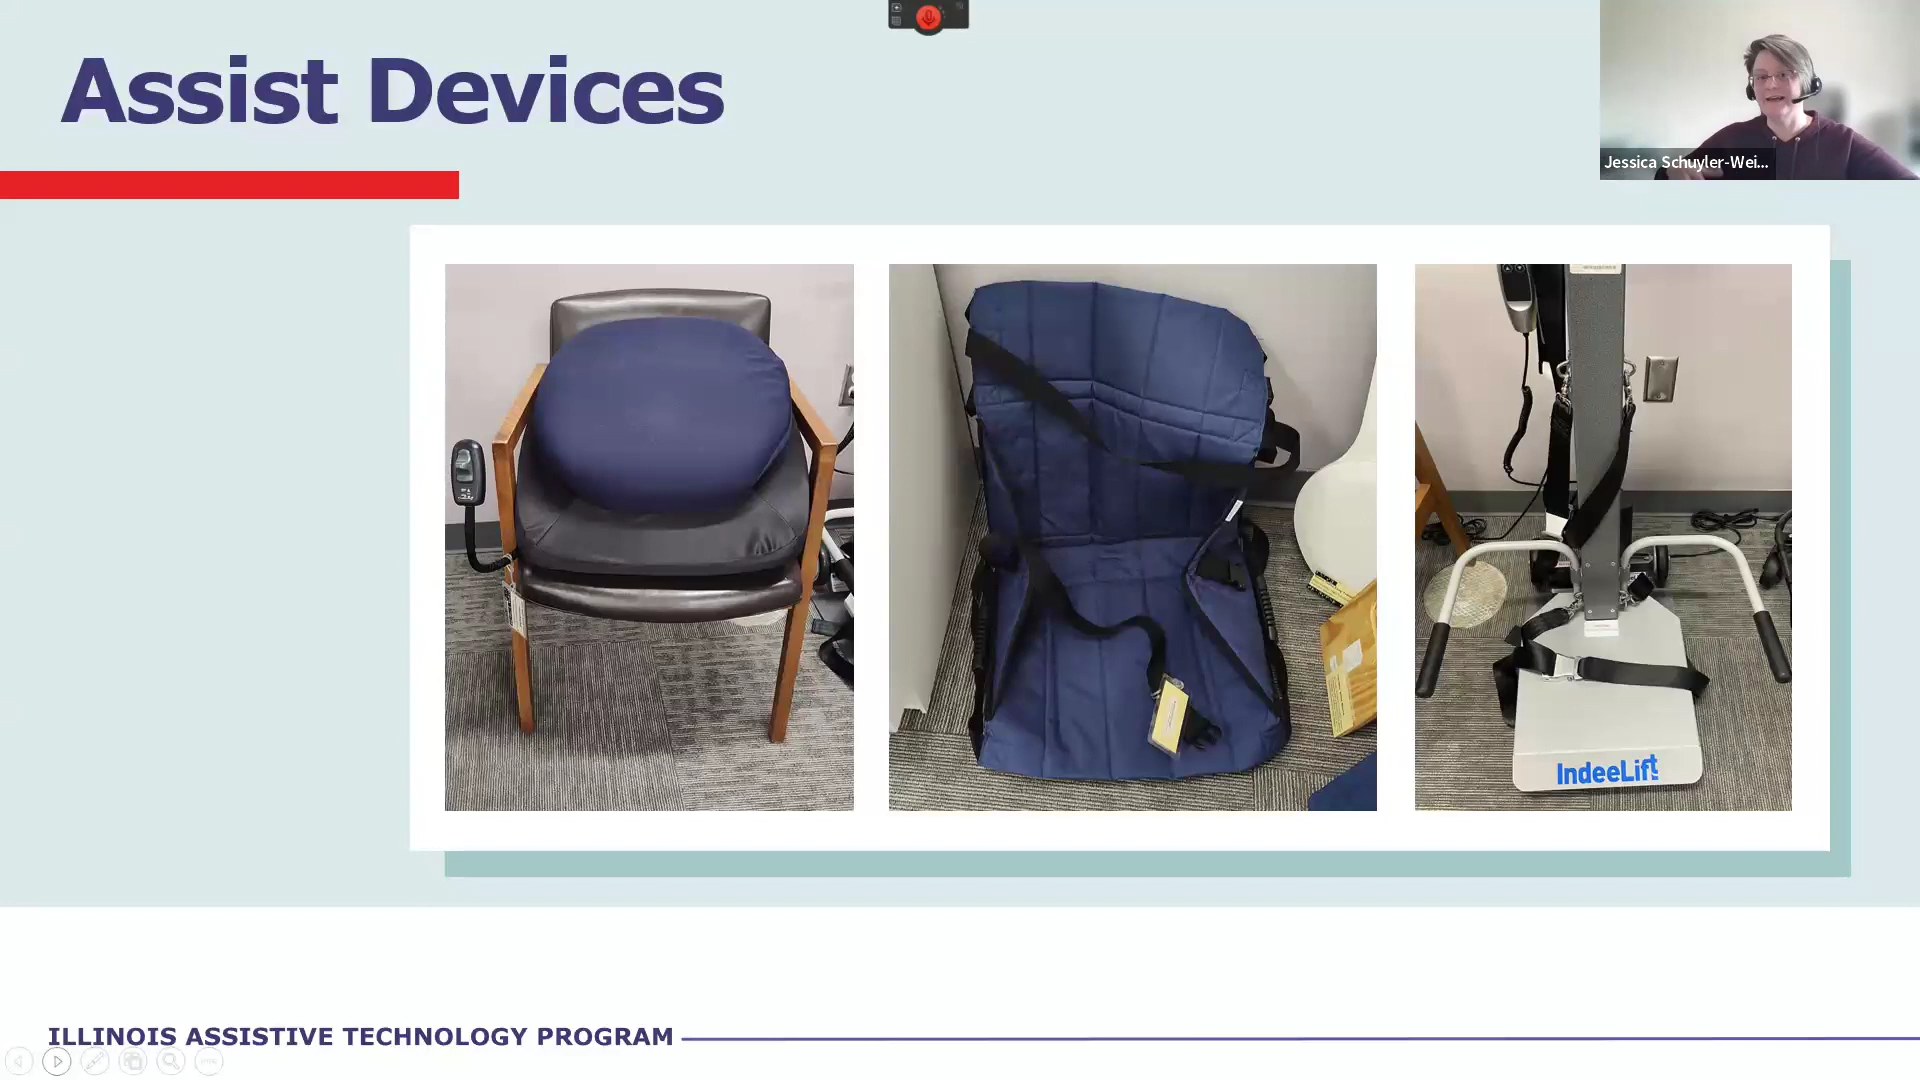 Assist Devices
Jessica Schuyler-Wei...
IndeeLift
ILLINOIS ASSISTIVE TECHNOLOGY PROGRAM